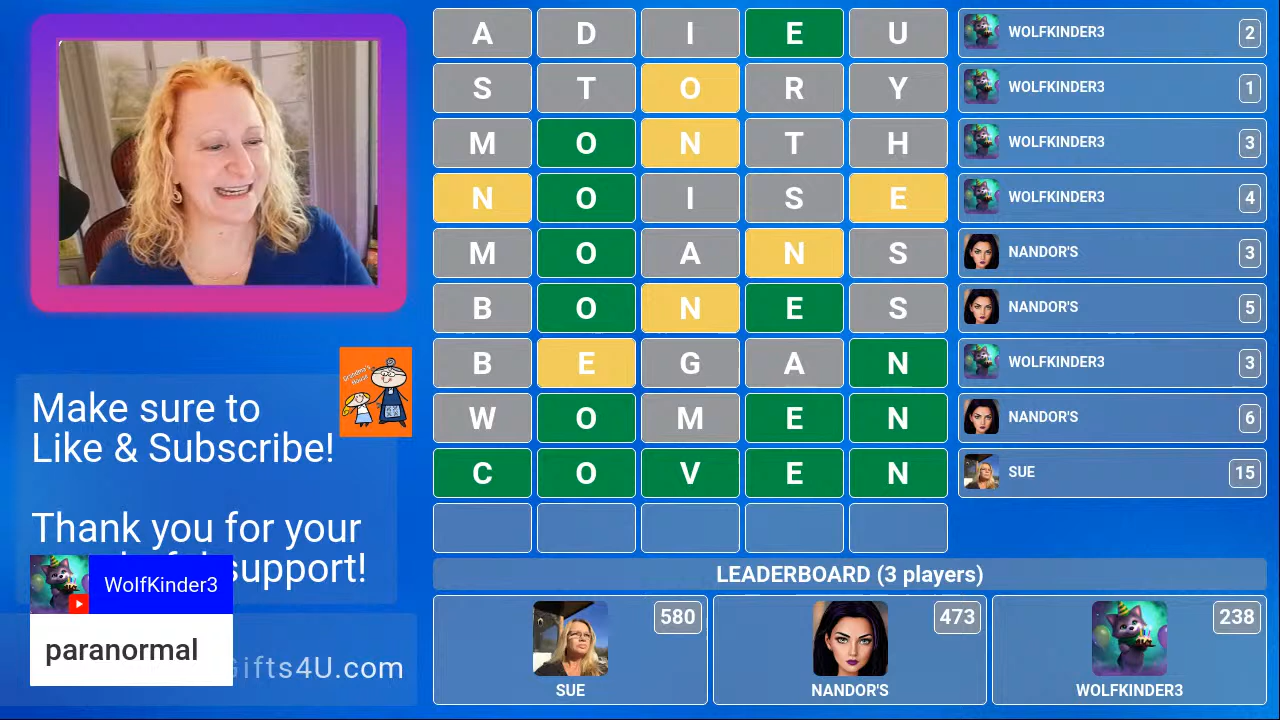 A D I E U WOLFKINDER3 2
S T O R Y WOLFKINDER3 1
M O N T H WOLFKINDER3 3
N O I S E WOLFKINDER3 4
M O A N S NANDOR'S 3
B O N E S NANDOR'S 5
B E G A N WOLFKINDER3 3
W O M E N NANDOR'S 6
C O V E N SUE 15
LEADERBOARD (3 players)
580
SUE
473
NANDOR'S
238
WOLFKINDER3
Grandma's
House
Make sure to
Like & Subscribe!
Thank you for your
support!
WolfKinder3
paranormal
Gifts4U.com